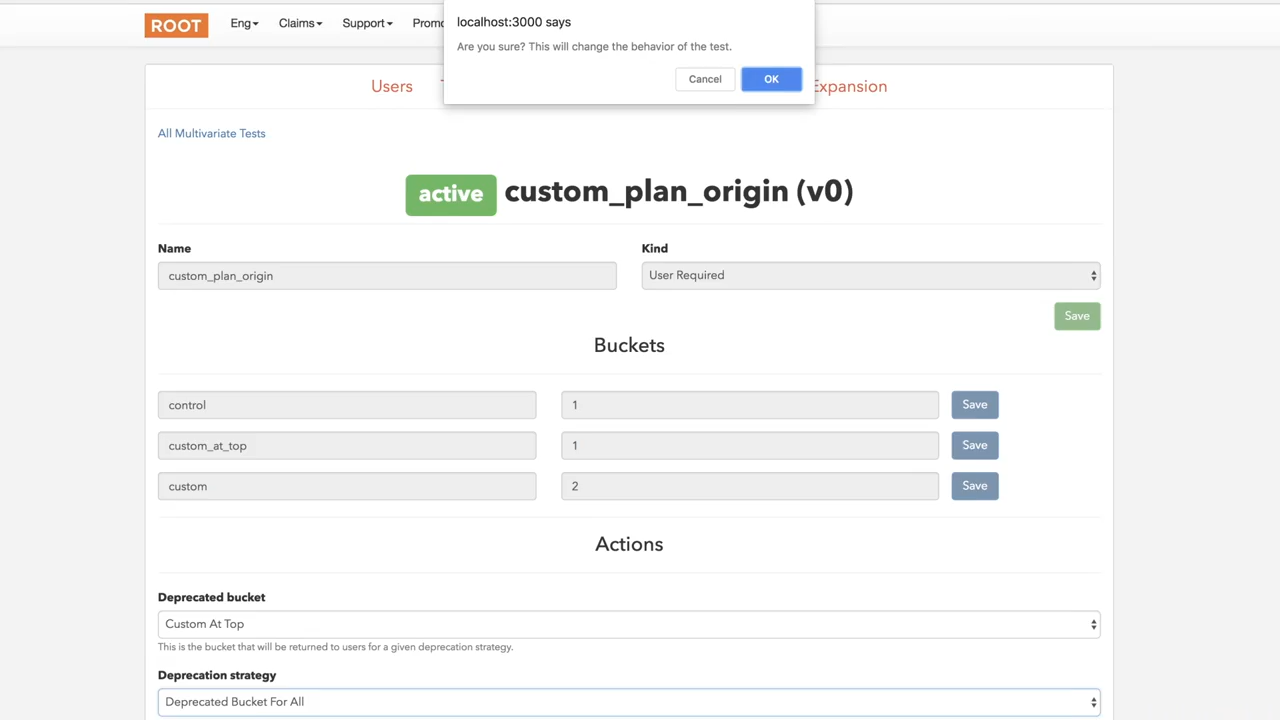 localhost:3000 says
Are you sure? This will change the behavior of the test.
Cancel OK
ROOT Eng Claims Support
Users Expansion
All Multivariate Tests
active custom_plan_origin (v0)
Name Kind
custom_plan_origin User Required
Save
Buckets
control 1 Save
custom_at_top 1 Save
custom 2 Save
Actions
Deprecated bucket
Custom At Top
This is the bucket that will be returned to users for a given deprecation strategy.
Deprecation strategy
Deprecated Bucket For All